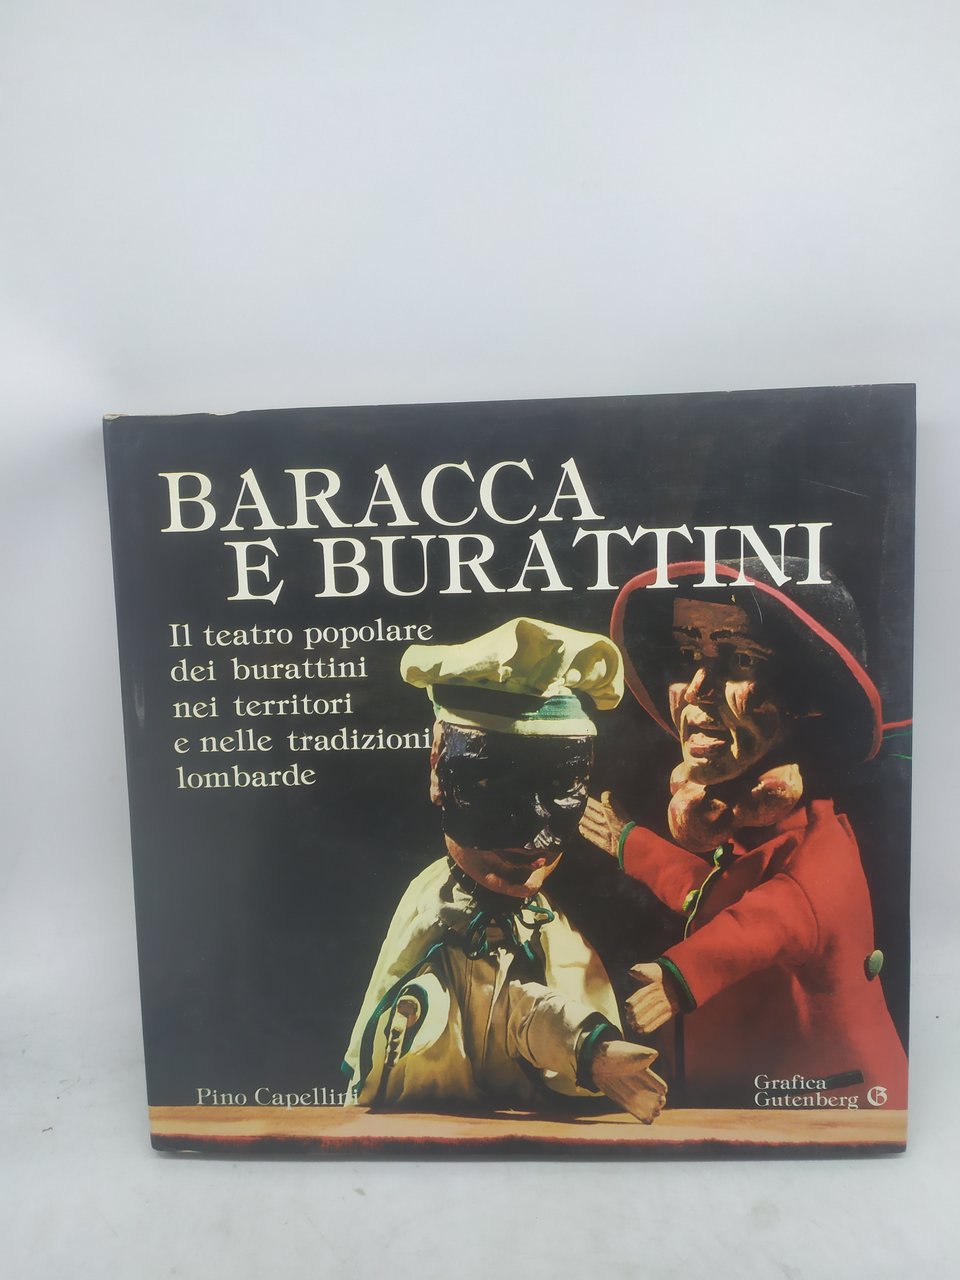 BARACCA
E BURATTINI
Il teatro popolare
dei burattini
nei territori
e nelle tradizioni
lombarde
Pino Capellini
Grafica
Gutenberg G